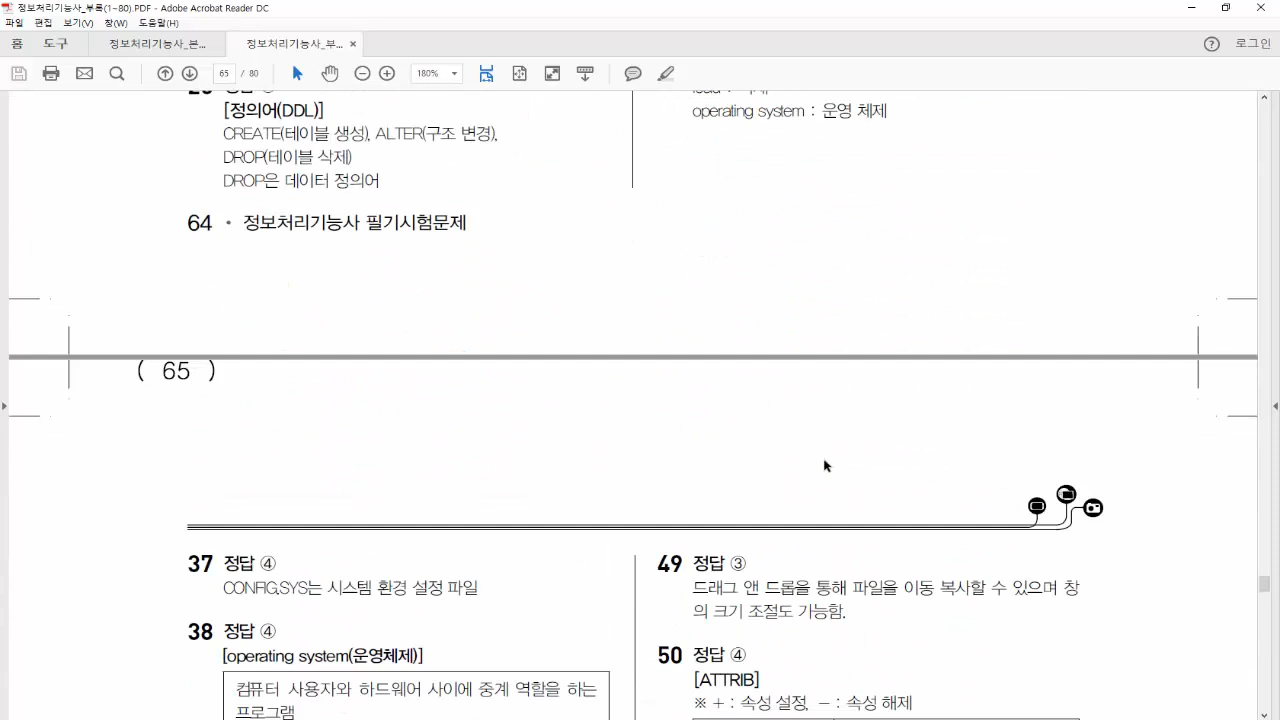 정보처리기능사_부록(1~80).PDF - Adobe Acrobat Reader DC
파일 편집 보기(V) 창(W) 도움말(H)
홈 도구 정보처리기능사_본... 정보처리기능사_부... ×
로그인
65 / 80
180%
[정의어(DDL)]
CREATE(테이블 생성), ALTER(구조 변경),
DROP(테이블 삭제)
DROP은 데이터 정의어
operating system : 운영 체제
64 • 정보처리기능사 필기시험문제
( 65 )
37 정답 ④
CONFIG.SYS는 시스템 환경 설정 파일
38 정답 ④
[operating system(운영체제)]
컴퓨터 사용자와 하드웨어 사이에 중계 역할을 하는
프로그램
49 정답 ③
드래그 앤 드롭을 통해 파일을 이동 복사할 수 있으며 창
의 크기 조절도 가능함.
50 정답 ④
[ATTRIB]
※ + : 속성 설정, − : 속성 해제